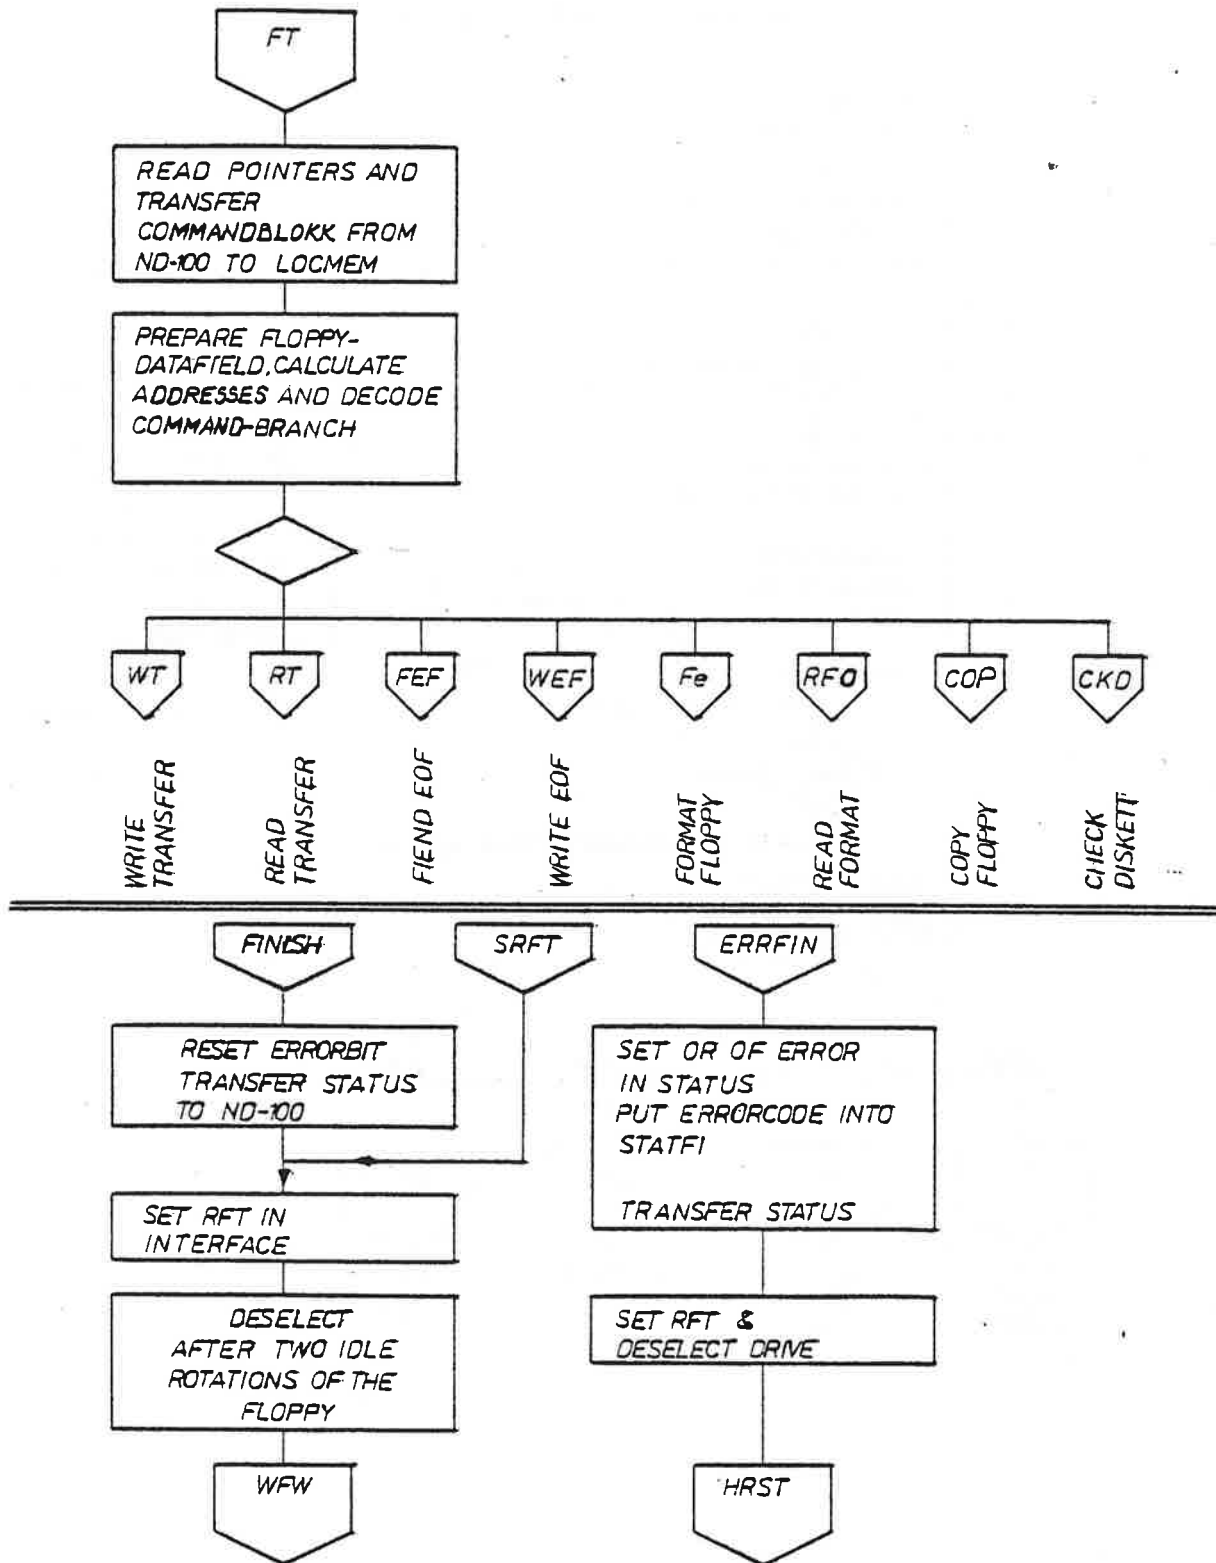 FT
READ POINTERS AND
TRANSFER
COMMANDBLOKK FROM
ND-100 TO LOCMEM
PREPARE FLOPPY-
DATAFIELD, CALCULATE
ADDRESSES AND DECODE
COMMAND-BRANCH
WT
RT
FEF
WEF
Fe
RFO
COP
CKD
WRITE
TRANSFER
READ
TRANSFER
FIEND EOF
WRITE EOF
FORMAT
FLOPPY
READ
FORMAT
COPY
FLOPPY
CHECK
DISKETT
FINISH
SRFT
ERRFIN
RESET ERRORBIT
TRANSFER STATUS
TO ND-100
SET RFT IN
INTERFACE
DESELECT
AFTER TWO IDLE
ROTATIONS OF THE
FLOPPY
WFW
SET OR OF ERROR
IN STATUS
PUT ERRORCODE INTO
STATFI
TRANSFER STATUS
SET RFT &
DESELECT DRIVE
HRST